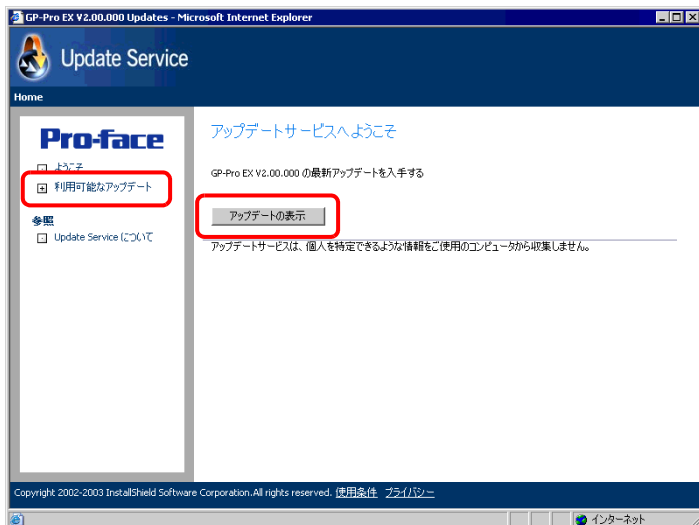 GP-Pro EX V2.00.000 Updates - Microsoft Internet Explorer
Update Service
Home
Pro-face
ようこそ
利用可能なアップデート
参照
Update Service について
アップデートサービスへようこそ
GP-Pro EX V2.00.000 の最新アップデートを入手する
アップデートの表示
アップデートサービスは、個人を特定できるような情報をご使用のコンピュータから収集しません。
Copyright 2002-2003 InstallShield Software Corporation.All rights reserved. 使用条件 プライバシー
インターネット